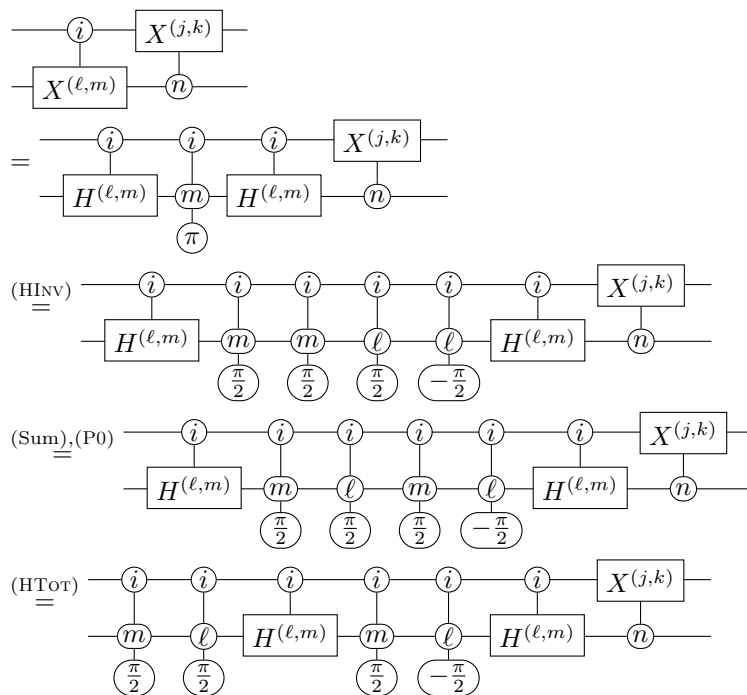 i X^{(j,k)}
X^{(ℓ,m)} n
= i i i X^{(j,k)}
H^{(ℓ,m)} m H^{(ℓ,m)} n
π
(HINV) = i i i i i i X^{(j,k)}
H^{(ℓ,m)} m m ℓ ℓ H^{(ℓ,m)} n
π/2 π/2 π/2 −π/2
(Sum),(P0) = i i i i i i X^{(j,k)}
H^{(ℓ,m)} m ℓ m ℓ H^{(ℓ,m)} n
π/2 π/2 π/2 −π/2
(HTOT) = i i i i i i X^{(j,k)}
m ℓ H^{(ℓ,m)} m ℓ H^{(ℓ,m)} n
π/2 π/2 π/2 −π/2